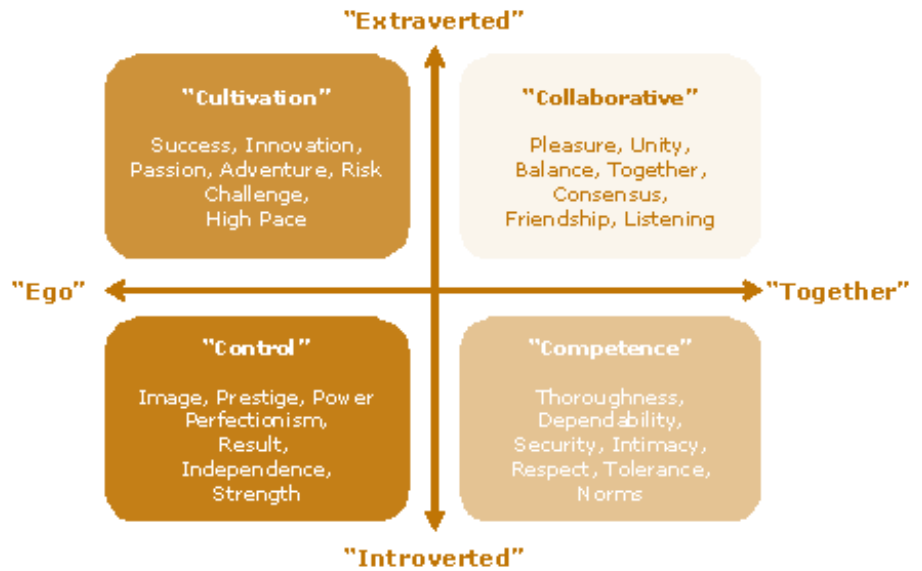 "Extraverted"
"Cultivation"
Success, Innovation,
Passion, Adventure, Risk
Challenge,
High Pace
"Collaborative"
Pleasure, Unity,
Balance, Together,
Consensus,
Friendship, Listening
"Ego"
"Together"
"Control"
Image, Prestige, Power
Perfectionism,
Result,
Independence,
Strength
"Competence"
Thoroughness,
Dependability,
Security, Intimacy,
Respect, Tolerance,
Norms
"Introverted"